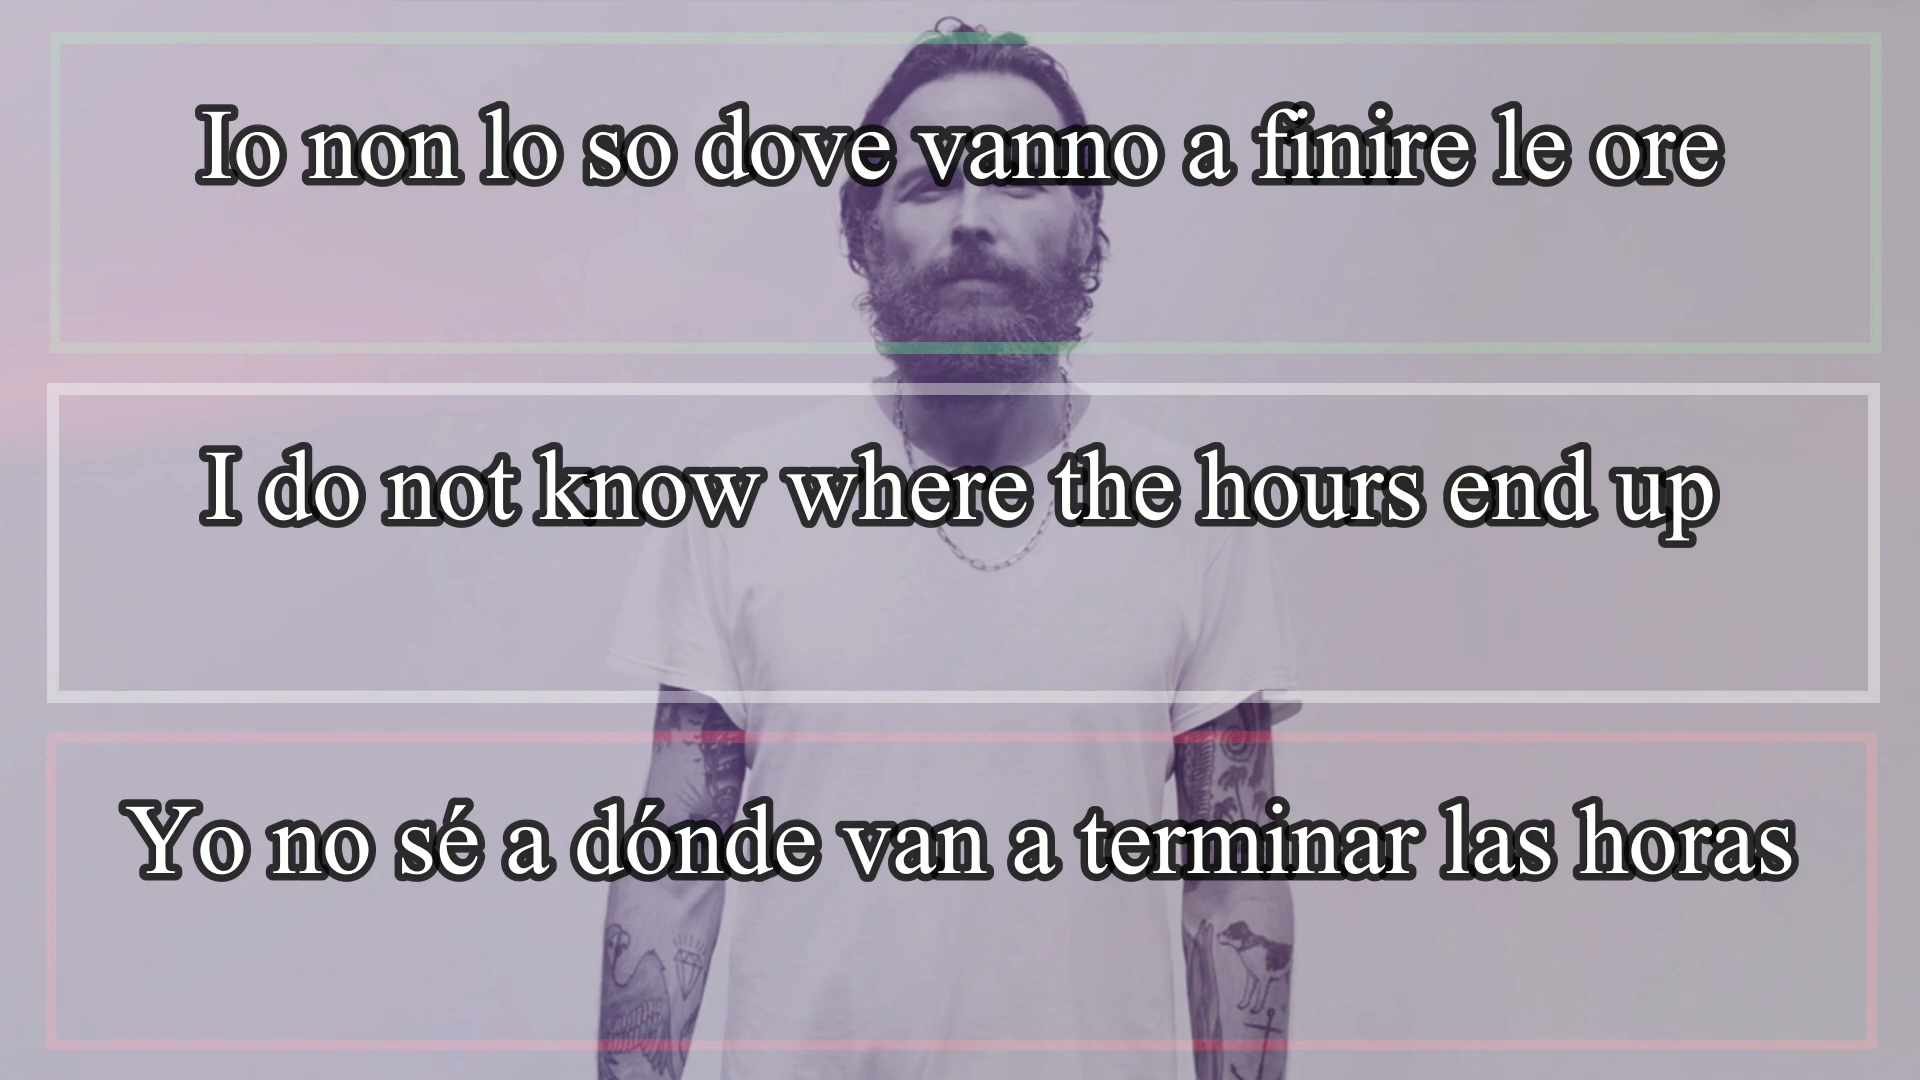 Io non lo so dove vanno a finire le ore
I do not know where the hours end up
Yo no sé a dónde van a terminar las horas